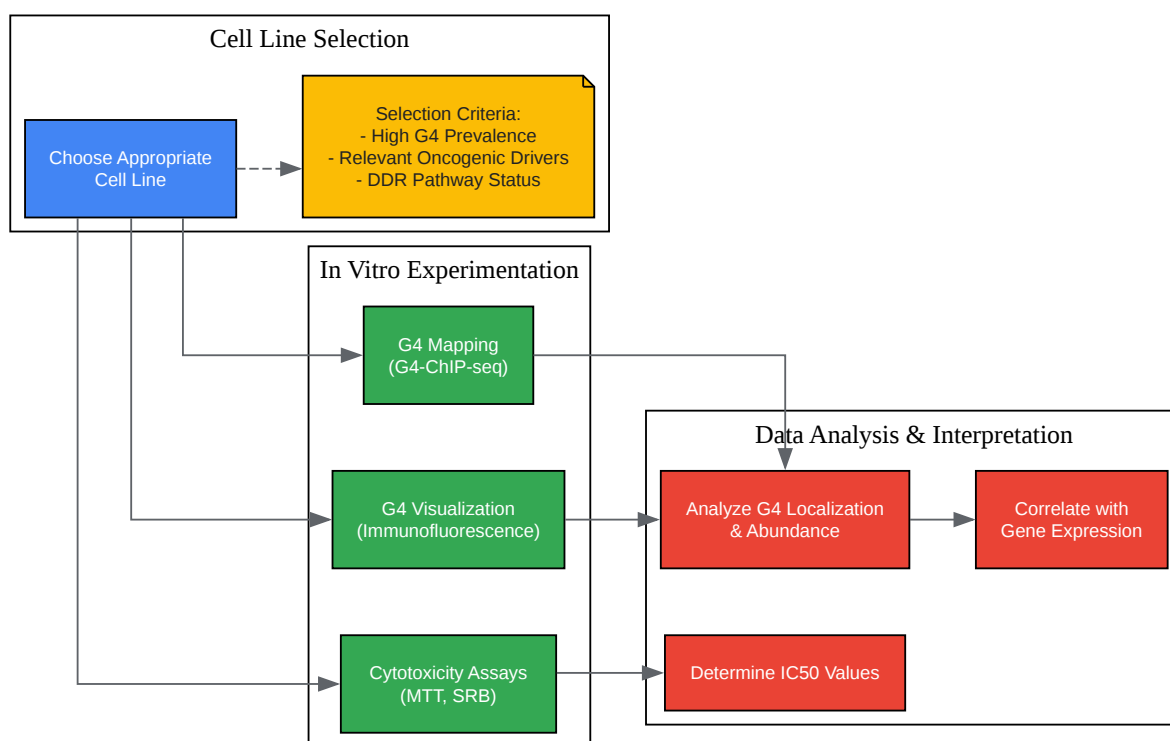 Cell Line Selection
Choose Appropriate
Cell Line
Selection Criteria:
- High G4 Prevalence
- Relevant Oncogenic Drivers
- DDR Pathway Status
In Vitro Experimentation
G4 Mapping
(G4-ChIP-seq)
G4 Visualization
(Immunofluorescence)
Cytotoxicity Assays
(MTT, SRB)
Data Analysis & Interpretation
Analyze G4 Localization
& Abundance
Correlate with
Gene Expression
Determine IC50 Values